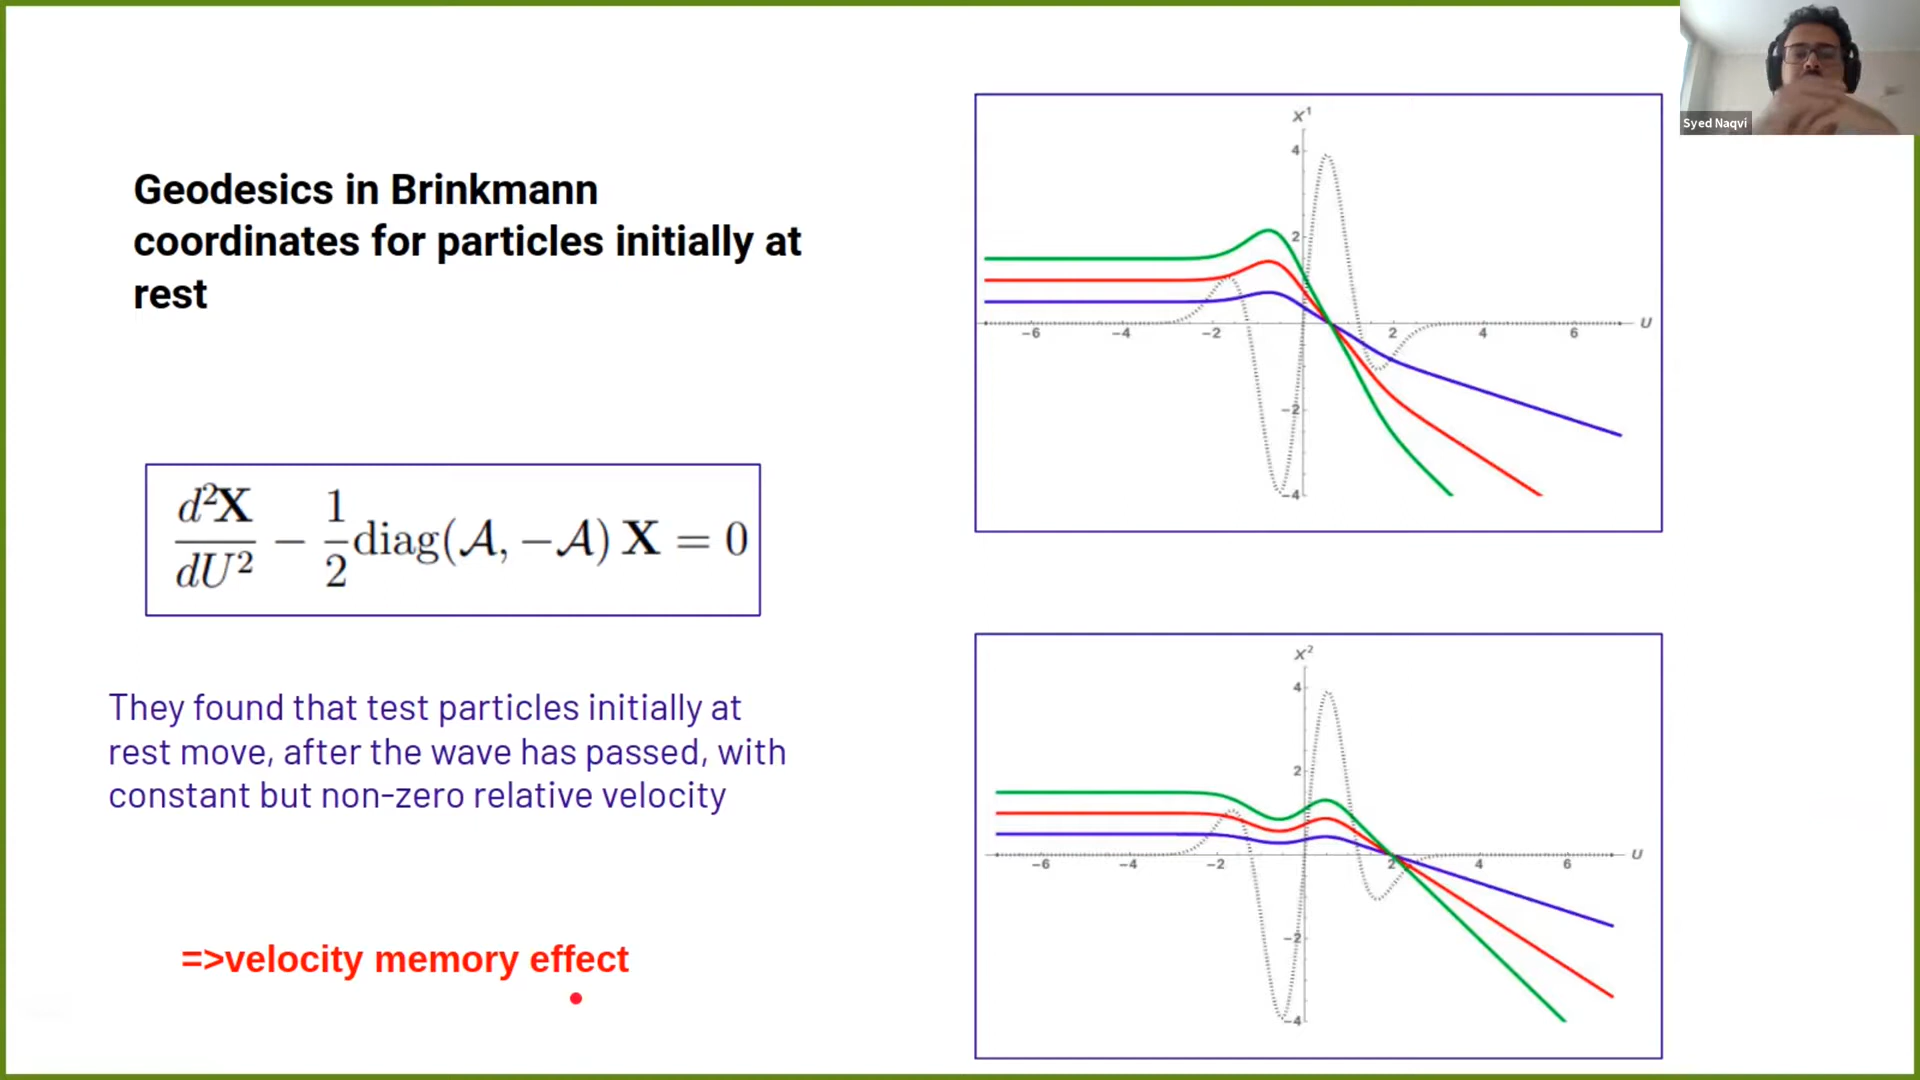 Syed Naqvi
Geodesics in Brinkmann
coordinates for particles initially at
rest
d²X/dU² − 1/2 diag(𝒜, −𝒜) X = 0
They found that test particles initially at
rest move, after the wave has passed, with
constant but non-zero relative velocity
=>velocity memory effect
X¹
4
2
−6 −4 −2 2 4 6 U
−2
−4
X²
4
2
−6 −4 −2 2 4 6 U
−2
−4